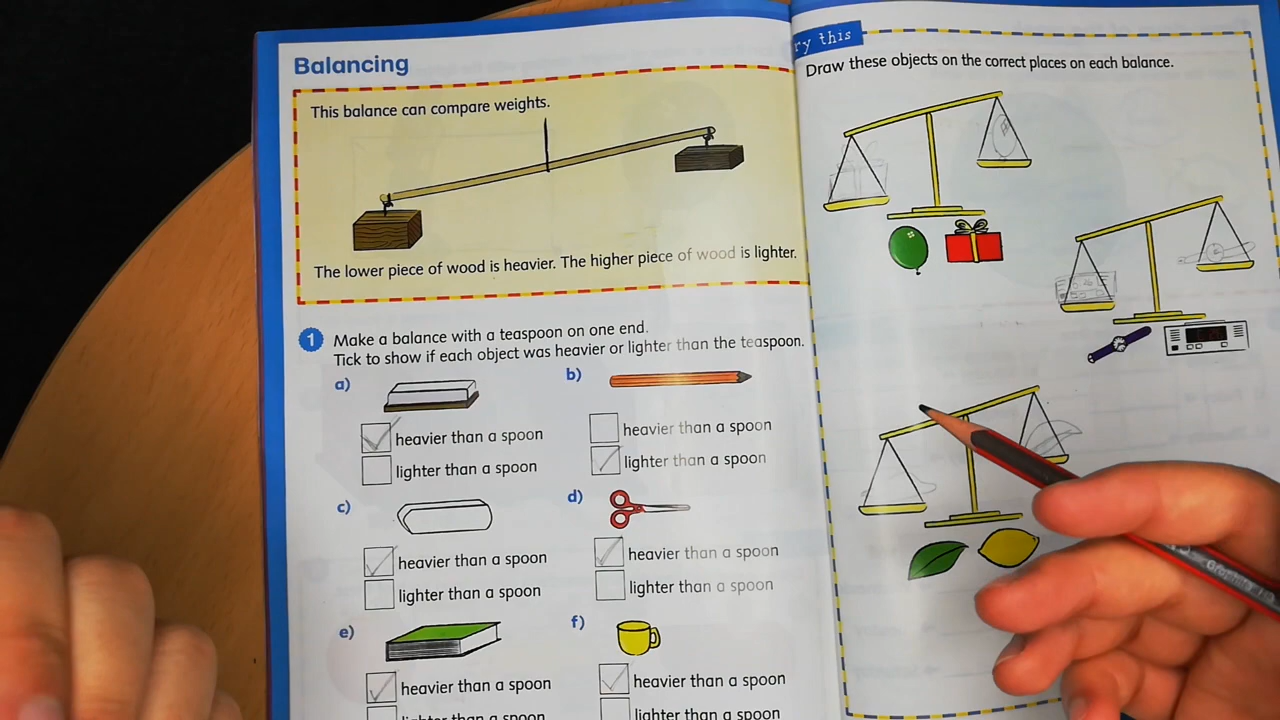 Balancing
This balance can compare weights.
The lower piece of wood is heavier. The higher piece of wood is lighter.
1 Make a balance with a teaspoon on one end.
Tick to show if each object was heavier or lighter than the teaspoon.
a)
heavier than a spoon
lighter than a spoon
b)
heavier than a spoon
lighter than a spoon
c)
heavier than a spoon
lighter than a spoon
d)
heavier than a spoon
lighter than a spoon
e)
heavier than a spoon
lighter than a spoon
f)
heavier than a spoon
lighter than a spoon
ry this
Draw these objects on the correct places on each balance.